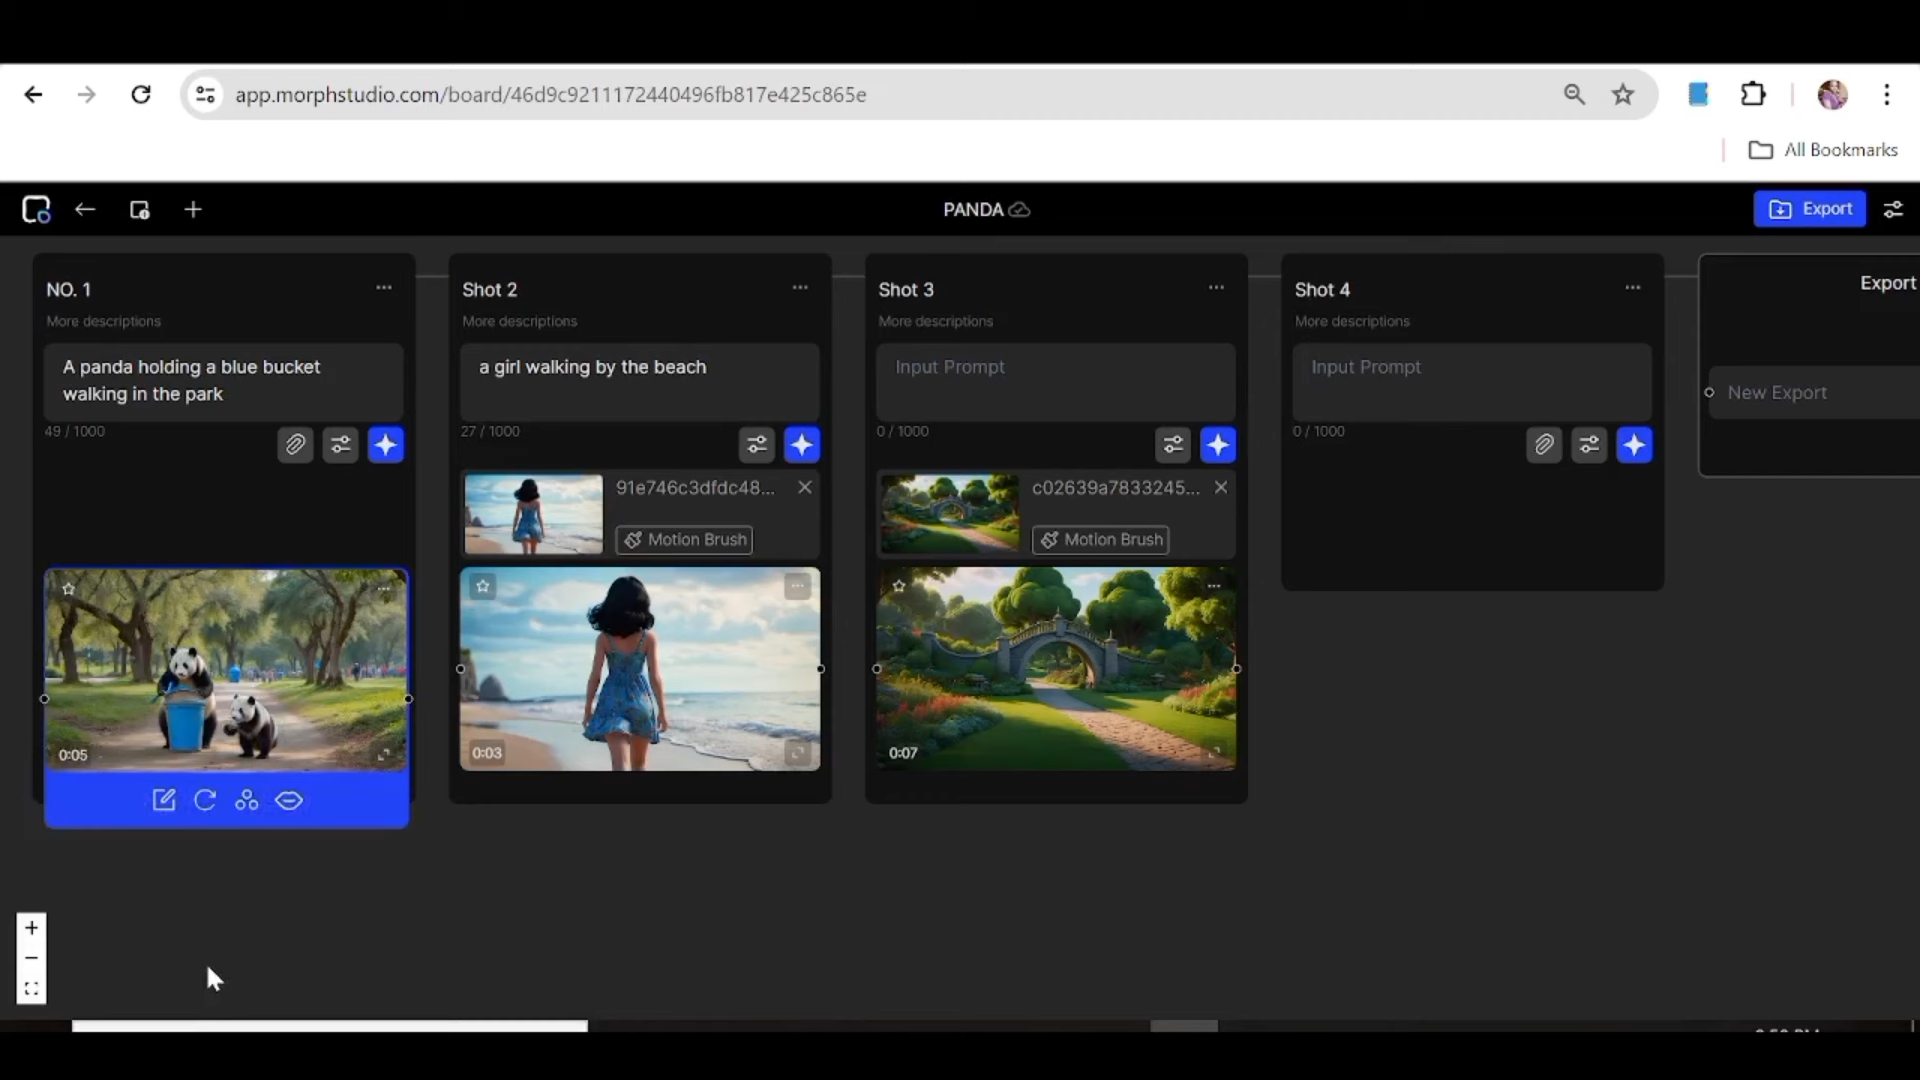 app.morphstudio.com/board/46d9c9211172440496fb817e425c865e
All Bookmarks
PANDA
Export
NO. 1
More descriptions
A panda holding a blue bucket
walking in the park
49 / 1000
0:05
Shot 2
More descriptions
a girl walking by the beach
27 / 1000
91e746c3dfdc48...
Motion Brush
0:03
Shot 3
More descriptions
Input Prompt
0 / 1000
c02639a7833245...
Motion Brush
0:07
Shot 4
More descriptions
Input Prompt
0 / 1000
Export
New Export